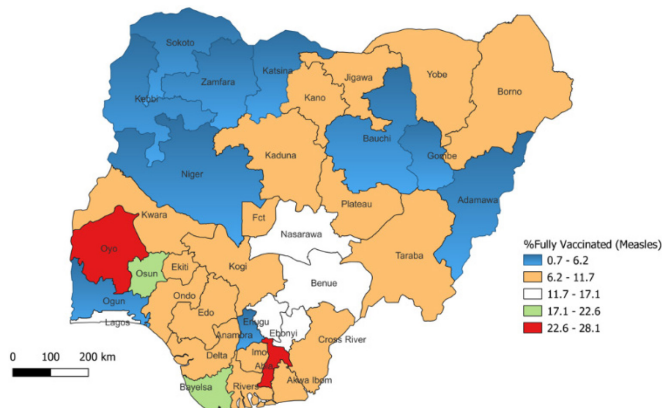 Sokoto
Zamfara
Katsina
Kebbi
Jigawa
Yobe
Borno
Kano
Bauchi
Gombe
Kaduna
Niger
Adamawa
Plateau
Fct
Kwara
Nasarawa
Taraba
Oyo
Kogi
Osun
Ekiti
Benue
Ogun
Ondo
Lagos
Edo
Enugu
Ebonyi
Anambra
Cross River
Delta
Imo
Abia
Bayelsa
Rivers
Akwa Ibom
%Fully Vaccinated (Measles)
0.7 - 6.2
6.2 - 11.7
11.7 - 17.1
17.1 - 22.6
22.6 - 28.1
0 100 200 km